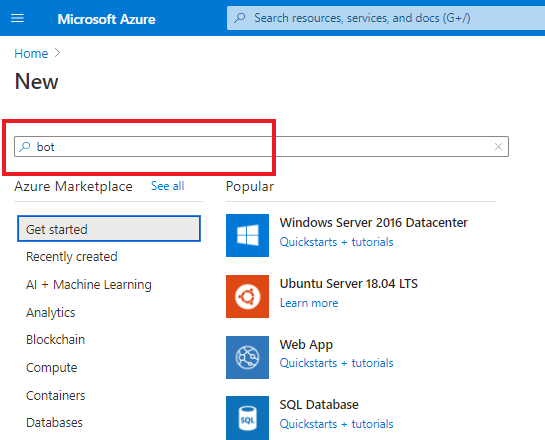 Microsoft Azure
Search resources, services, and docs (G+/)
Home >
New
bot
Azure Marketplace See all
Popular
Get started
Recently created
AI + Machine Learning
Analytics
Blockchain
Compute
Containers
Databases
Windows Server 2016 Datacenter
Quickstarts + tutorials
Ubuntu Server 18.04 LTS
Learn more
Web App
Quickstarts + tutorials
SQL Database
Quickstarts + tutorials
SQL